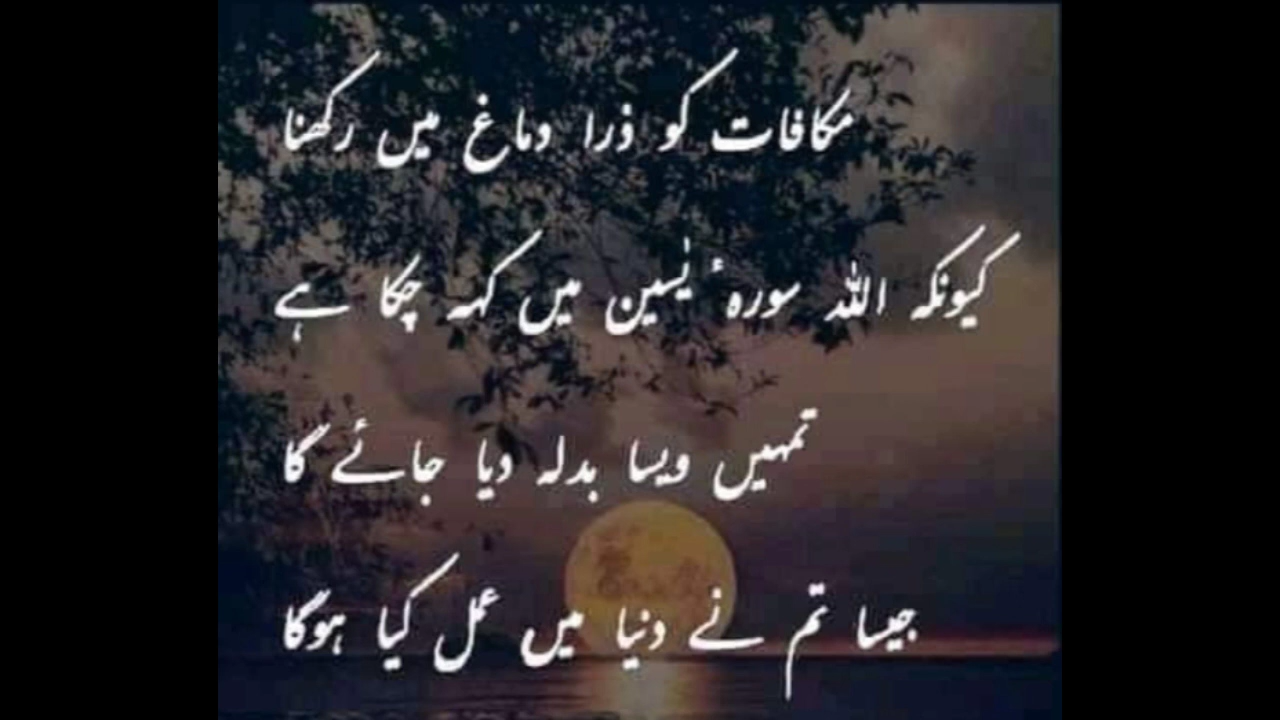 مکافات کو ذرا دماغ میں رکھنا
کیونکہ اللہ سورہ ٔ یٰسین میں کہہ چکا ہے
تمہیں ویسا بدلہ دیا جائے گا
جیسا تم نے دنیا میں عمل کیا ہوگا